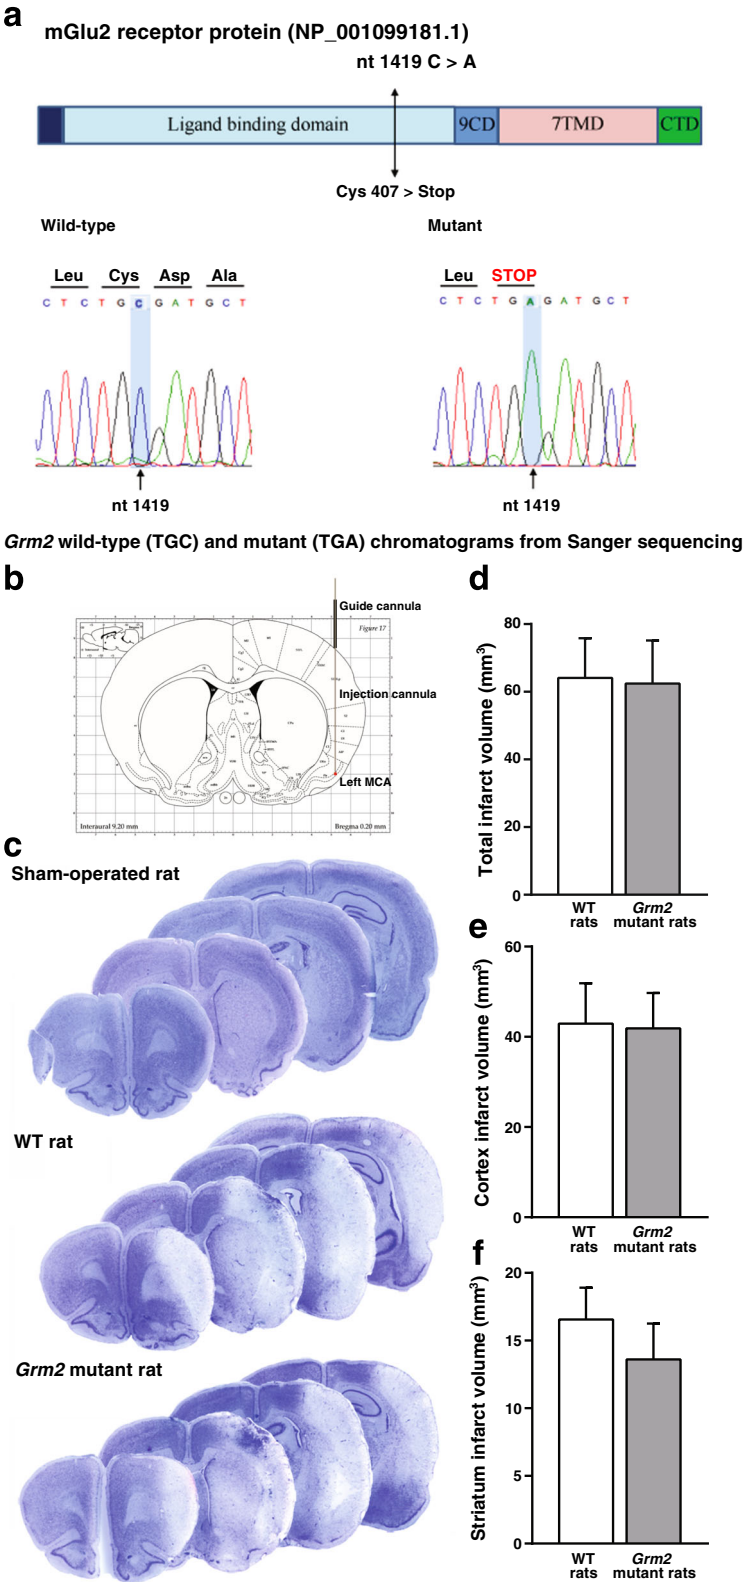 a
mGlu2 receptor protein (NP_001099181.1)
nt 1419 C > A
Ligand binding domain 9CD 7TMD CTD
Cys 407 > Stop
Wild-type
Mutant
Leu Cys Asp Ala
C T C T G C G A T G C T
Leu STOP
C T C T G A G A T G C T
nt 1419
nt 1419
Grm2 wild-type (TGC) and mutant (TGA) chromatograms from Sanger sequencing
b
Guide cannula
Figure 17
Injection cannula
Left MCA
Interaural 9.20 mm
Bregma 0.20 mm
c
Sham-operated rat
WT rat
Grm2 mutant rat
d
Total infarct volume (mm³)
80
60
40
20
0
WT rats
Grm2 mutant rats
e
Cortex infarct volume (mm³)
60
40
20
0
WT rats
Grm2 mutant rats
f
Striatum infarct volume (mm³)
20
15
10
5
0
WT rats
Grm2 mutant rats